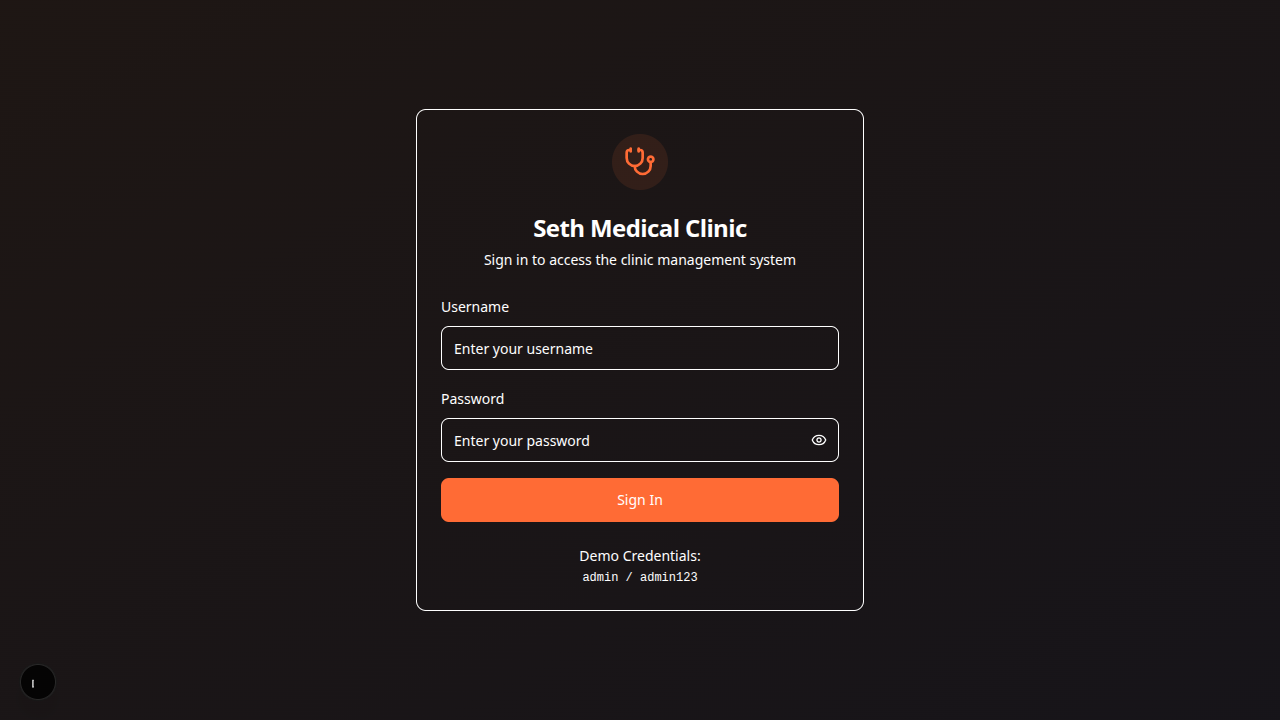 Seth Medical Clinic
Sign in to access the clinic management system
Username
Enter your username
Password
Enter your password
Sign In
Demo Credentials:
admin / admin123